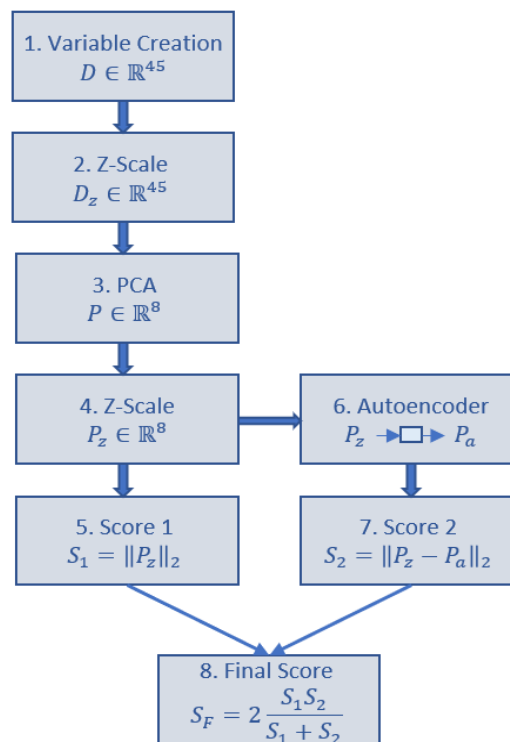 1. Variable Creation
D ∈ ℝ⁴⁵
2. Z-Scale
D_z ∈ ℝ⁴⁵
3. PCA
P ∈ ℝ⁸
4. Z-Scale
P_z ∈ ℝ⁸
6. Autoencoder
P_z P_a
5. Score 1
S₁ = ‖P_z‖₂
7. Score 2
S₂ = ‖P_z − P_a‖₂
8. Final Score
S_F = 2 S₁S₂ / S₁ + S₂